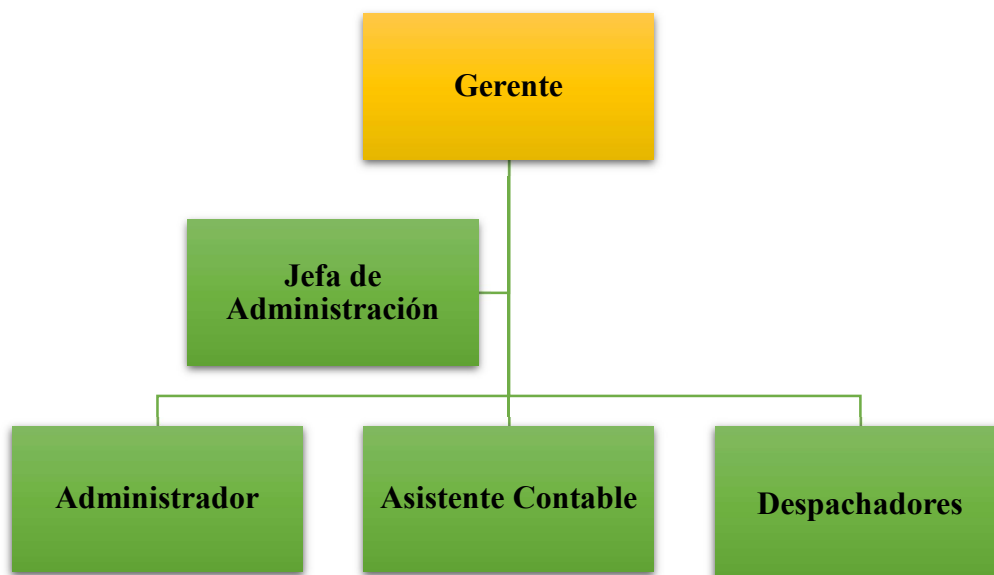 Gerente
Jefa de
Administración
Administrador
Asistente Contable
Despachadores